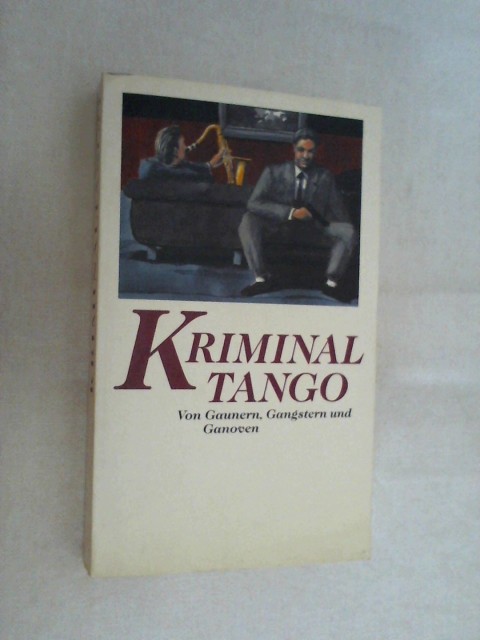 KRIMINAL
TANGO
Von Gaunern, Gangstern und
Ganoven